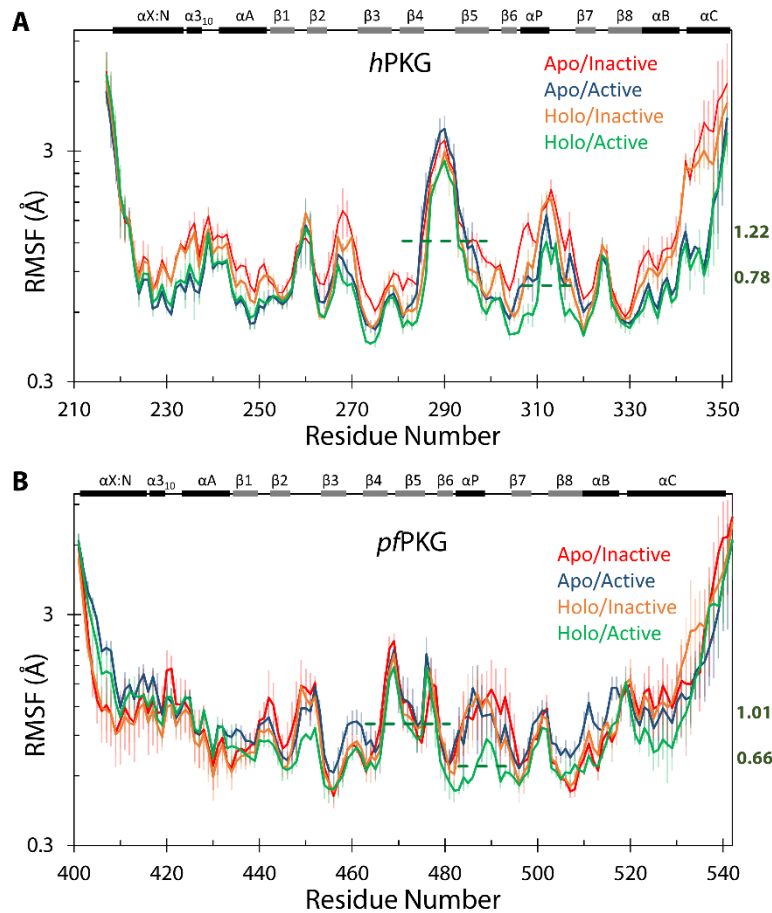 A
αX:N α3₁₀ αA β1 β2 β3 β4 β5 β6 αP β7 β8 αB αC
hPKG
Apo/Inactive
Apo/Active
Holo/Inactive
Holo/Active
3
0.3
RMSF (Å)
1.22
0.78
210 230 250 270 290 310 330 350
Residue Number
B
αX:N α3₁₀ αA β1 β2 β3 β4 β5 β6 αP β7 β8 αB αC
pfPKG
Apo/Inactive
Apo/Active
Holo/Inactive
Holo/Active
3
0.3
RMSF (Å)
1.01
0.66
400 420 440 460 480 500 520 540
Residue Number